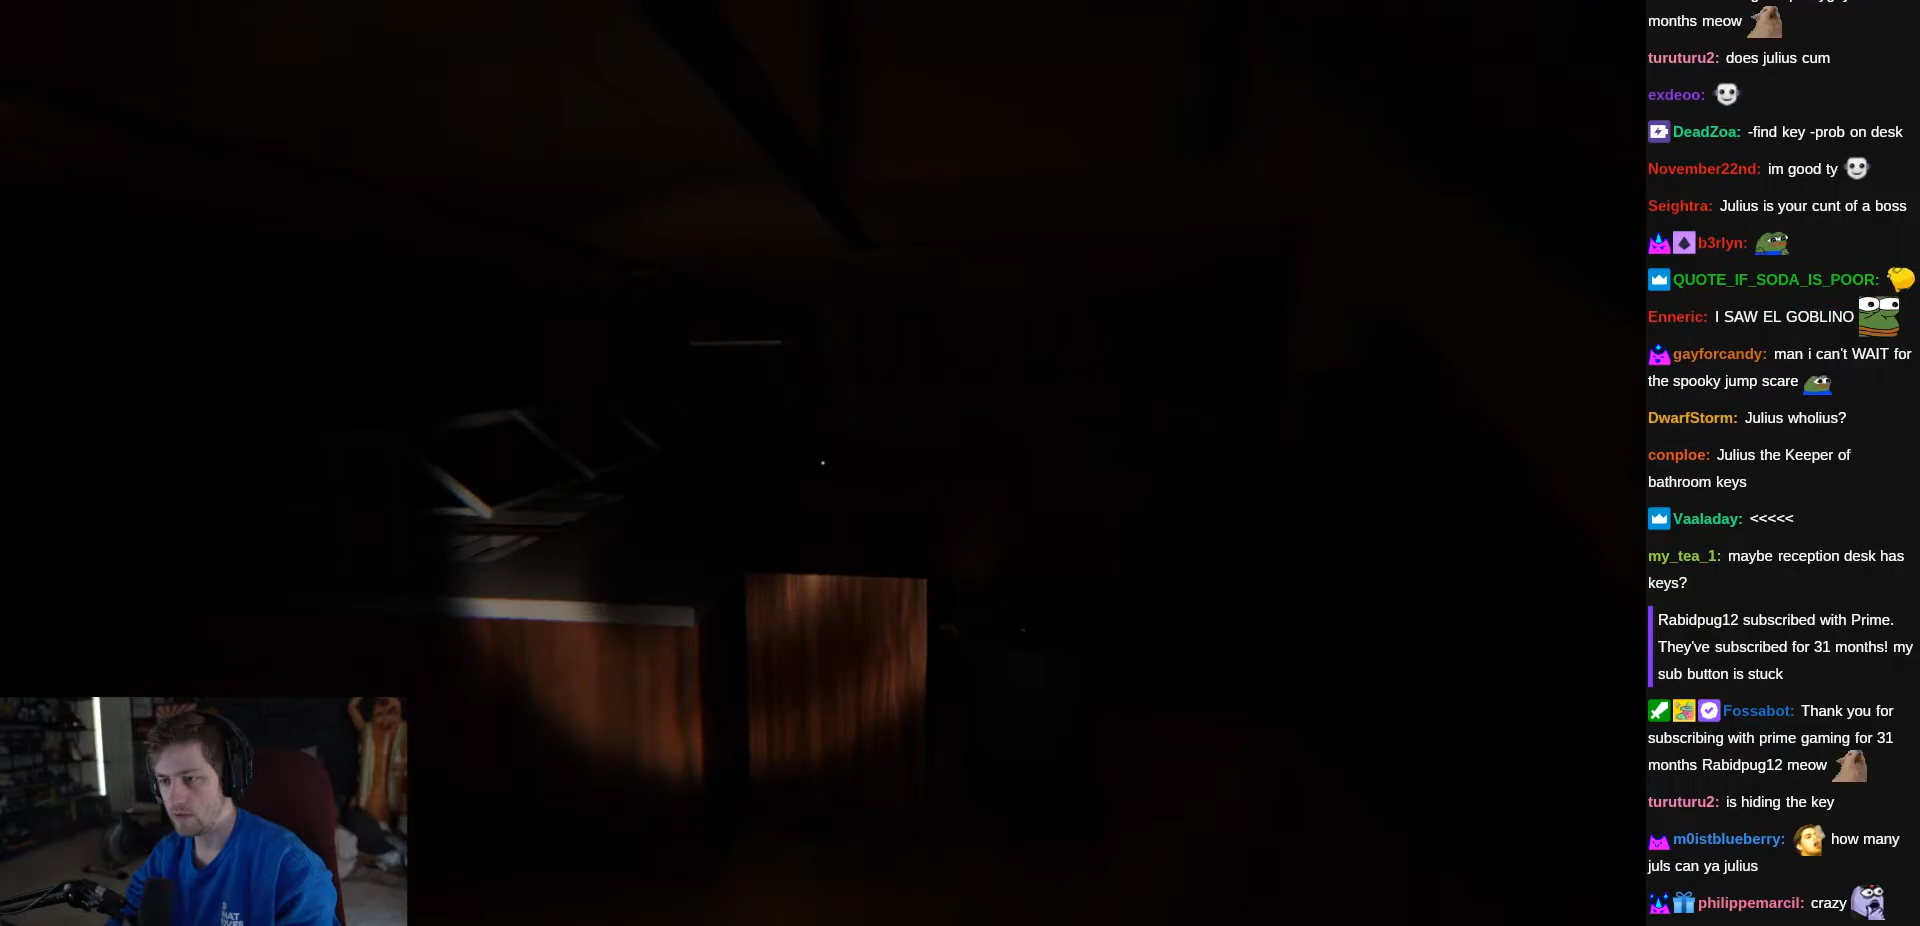 months meow
turuturu2: does julius cum
exdeoo:
DeadZoa: -find key -prob on desk
November22nd: im good ty
Seightra: Julius is your cunt of a boss
b3rlyn:
QUOTE_IF_SODA_IS_POOR:
Enneric: I SAW EL GOBLINO
gayforcandy: man i can't WAIT for
the spooky jump scare
DwarfStorm: Julius wholius?
conploe: Julius the Keeper of
bathroom keys
Vaaladay: <<<<<
my_tea_1: maybe reception desk has
keys?
Rabidpug12 subscribed with Prime.
They've subscribed for 31 months! my
sub button is stuck
Fossabot: Thank you for
subscribing with prime gaming for 31
months Rabidpug12 meow
turuturu2: is hiding the key
m0istblueberry: how many
juls can ya julius
philippemarcil: crazy